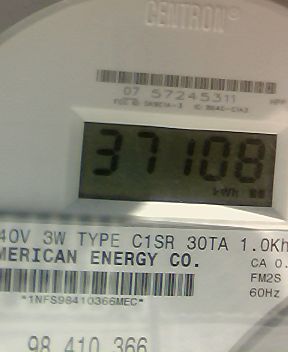 CENTRON®
07 57245311
37108
kWh
40V 3W TYPE C1SR 30TA 1.0Kh
MERICAN ENERGY CO.
CA 0.
FM2S
60Hz
*1NFS98410366MEC*
98 410 366